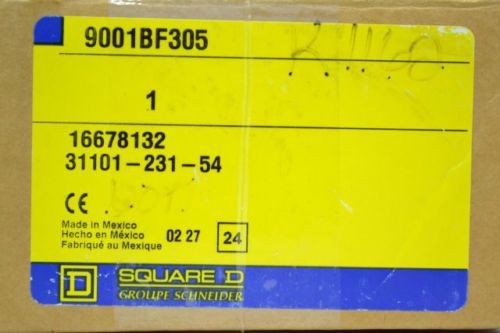 9001BF305
1
16678132
31101-231-54
CE
Made in Mexico
Hecho en México
Fabriqué au Mexique
02 27
24
D
SQUARE D
GROUPE SCHNEIDER